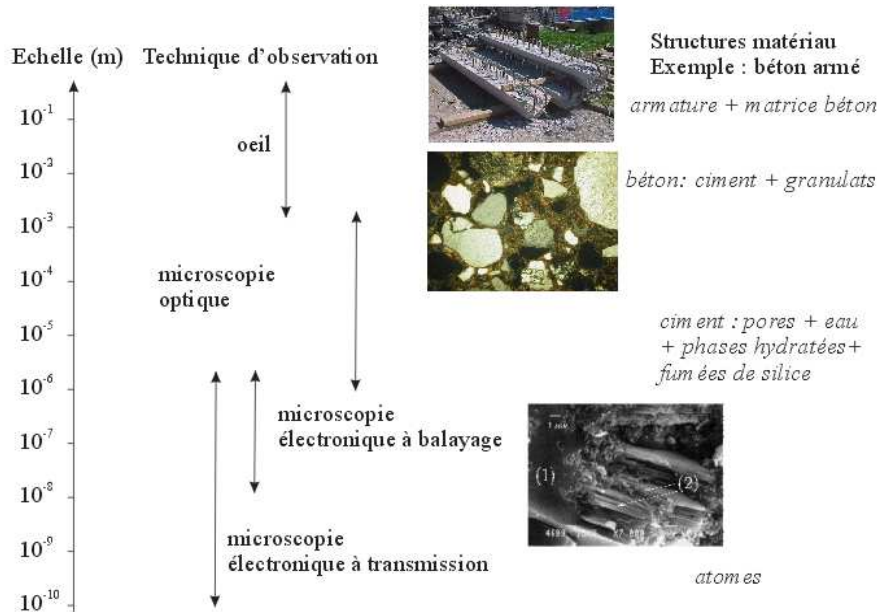 Echelle (m)
Technique d'observation
Structures matériau
Exemple : béton armé
armature + matrice béton
béton: ciment + granulats
ciment : pores + eau
+ phases hydratées+
fumées de silice
atomes
oeil
microscopie
optique
microscopie
électronique à balayage
microscopie
électronique à transmission
10⁻¹
10⁻²
10⁻³
10⁻⁴
10⁻⁵
10⁻⁶
10⁻⁷
10⁻⁸
10⁻⁹
10⁻¹⁰
(1)
(2)